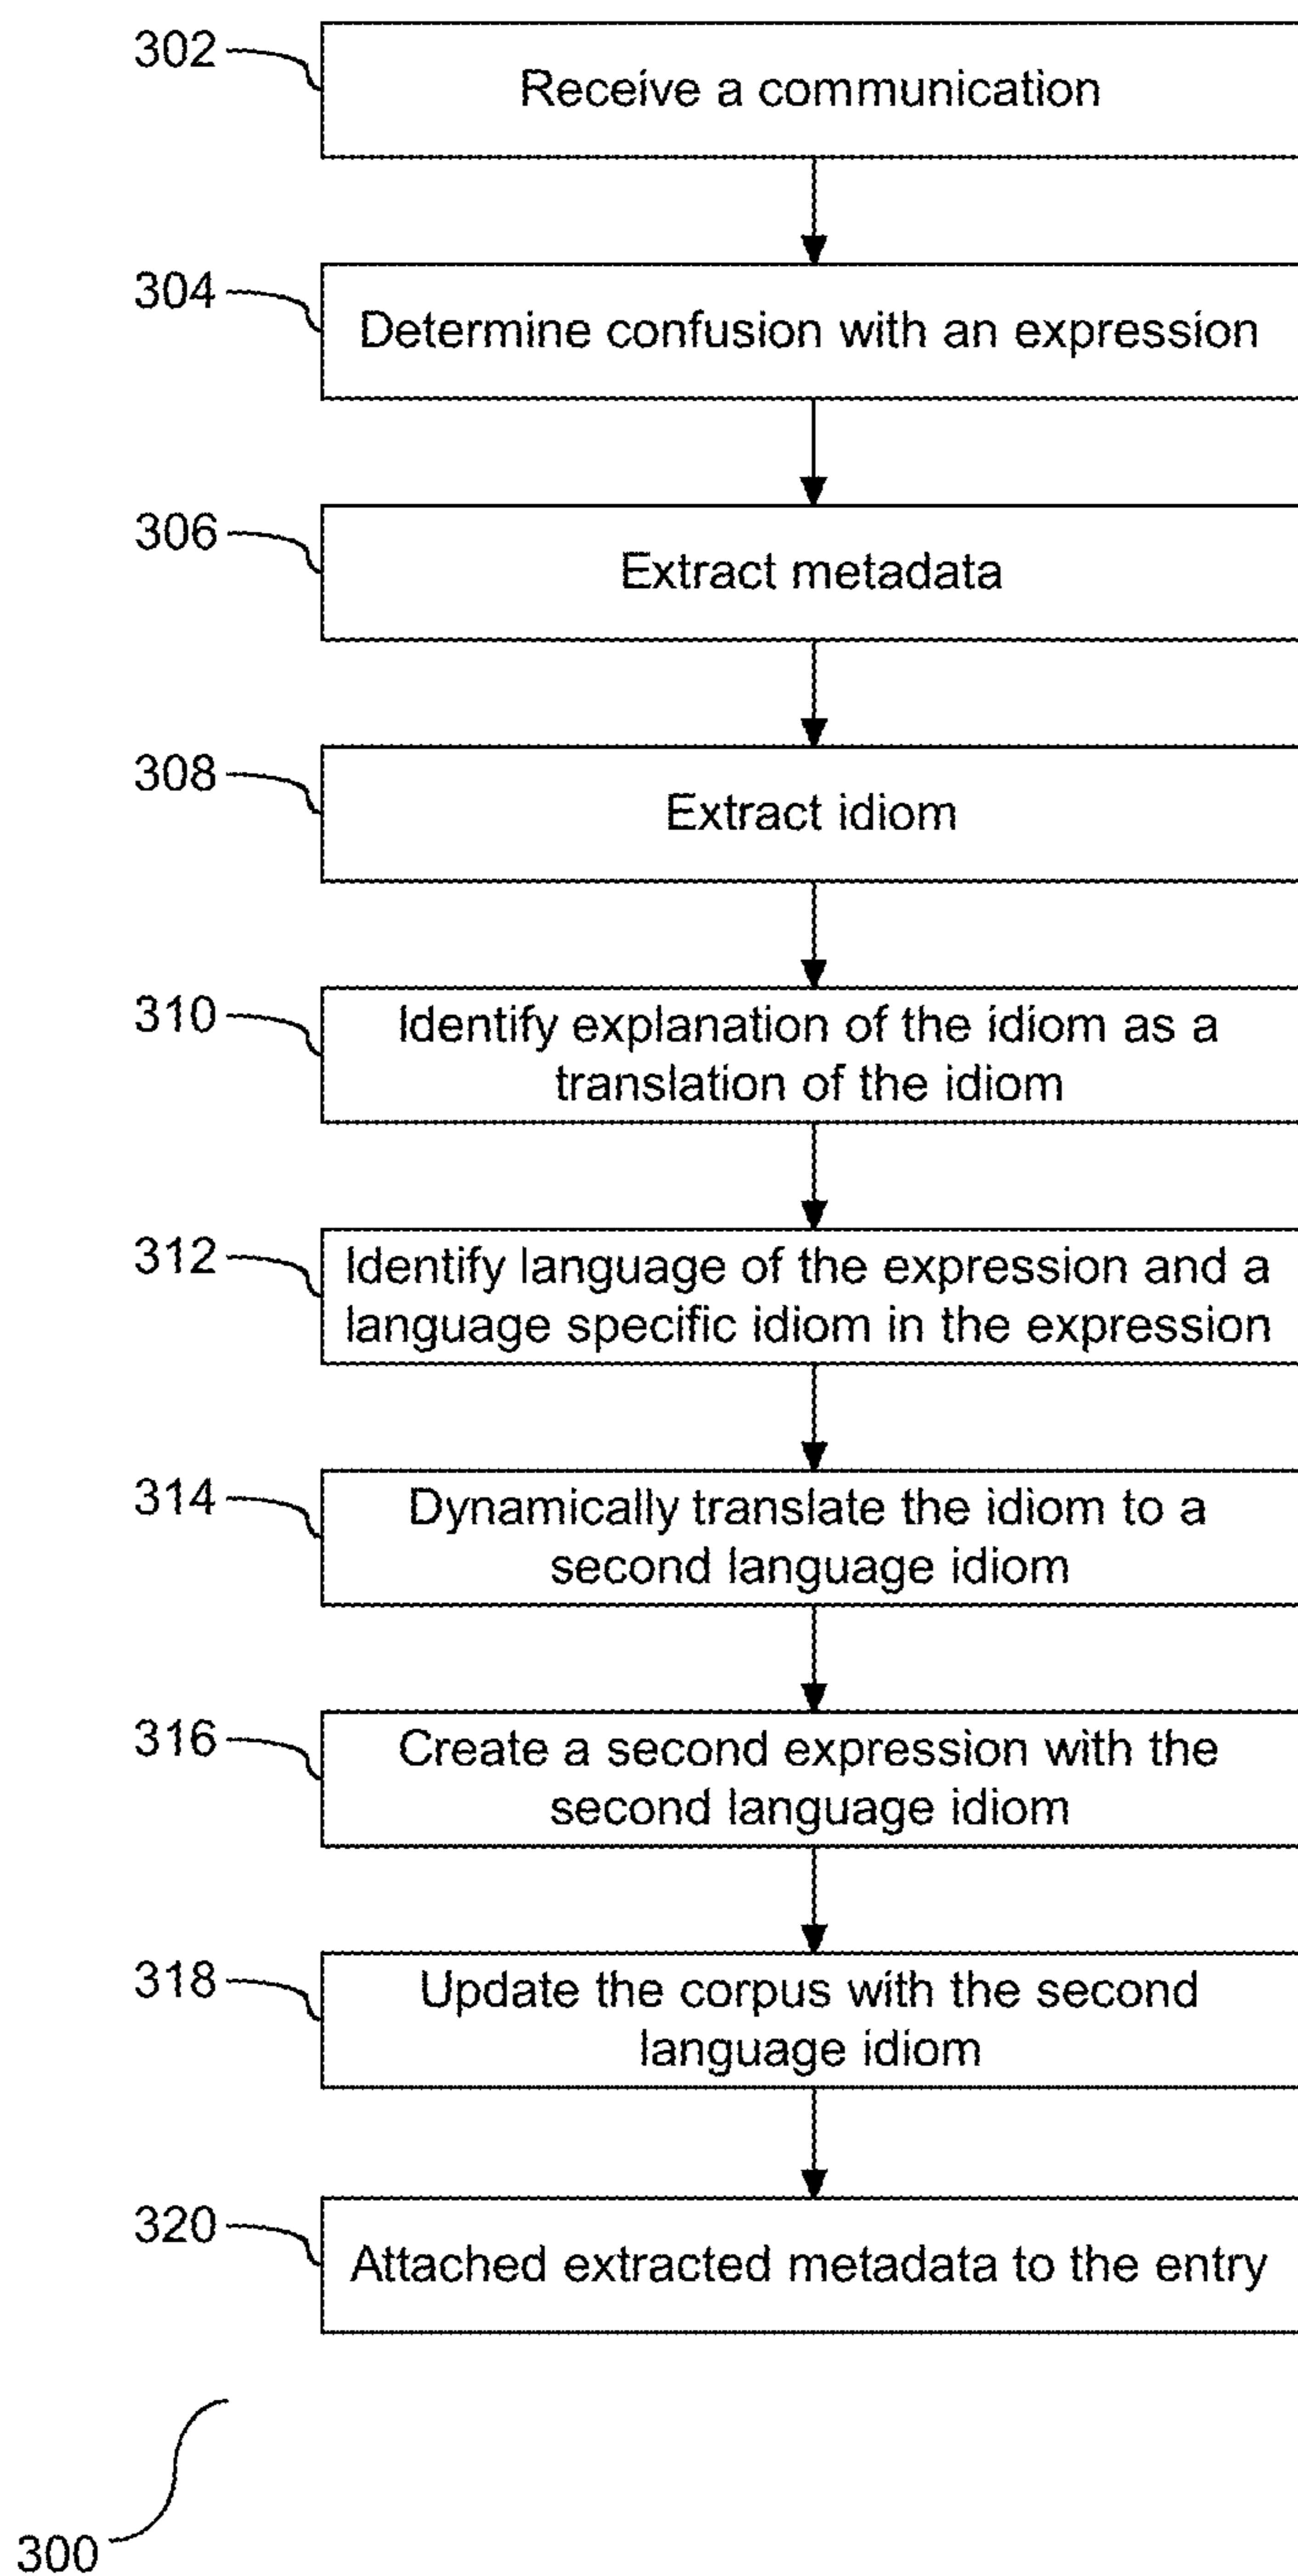 302
Receive a communication
304
Determine confusion with an expression
306
Extract metadata
308
Extract idiom
310
Identify explanation of the idiom as a
translation of the idiom
312
Identify language of the expression and a
language specific idiom in the expression
314
Dynamically translate the idiom to a
second language idiom
316
Create a second expression with the
second language idiom
318
Update the corpus with the second
language idiom
320
Attached extracted metadata to the entry
300